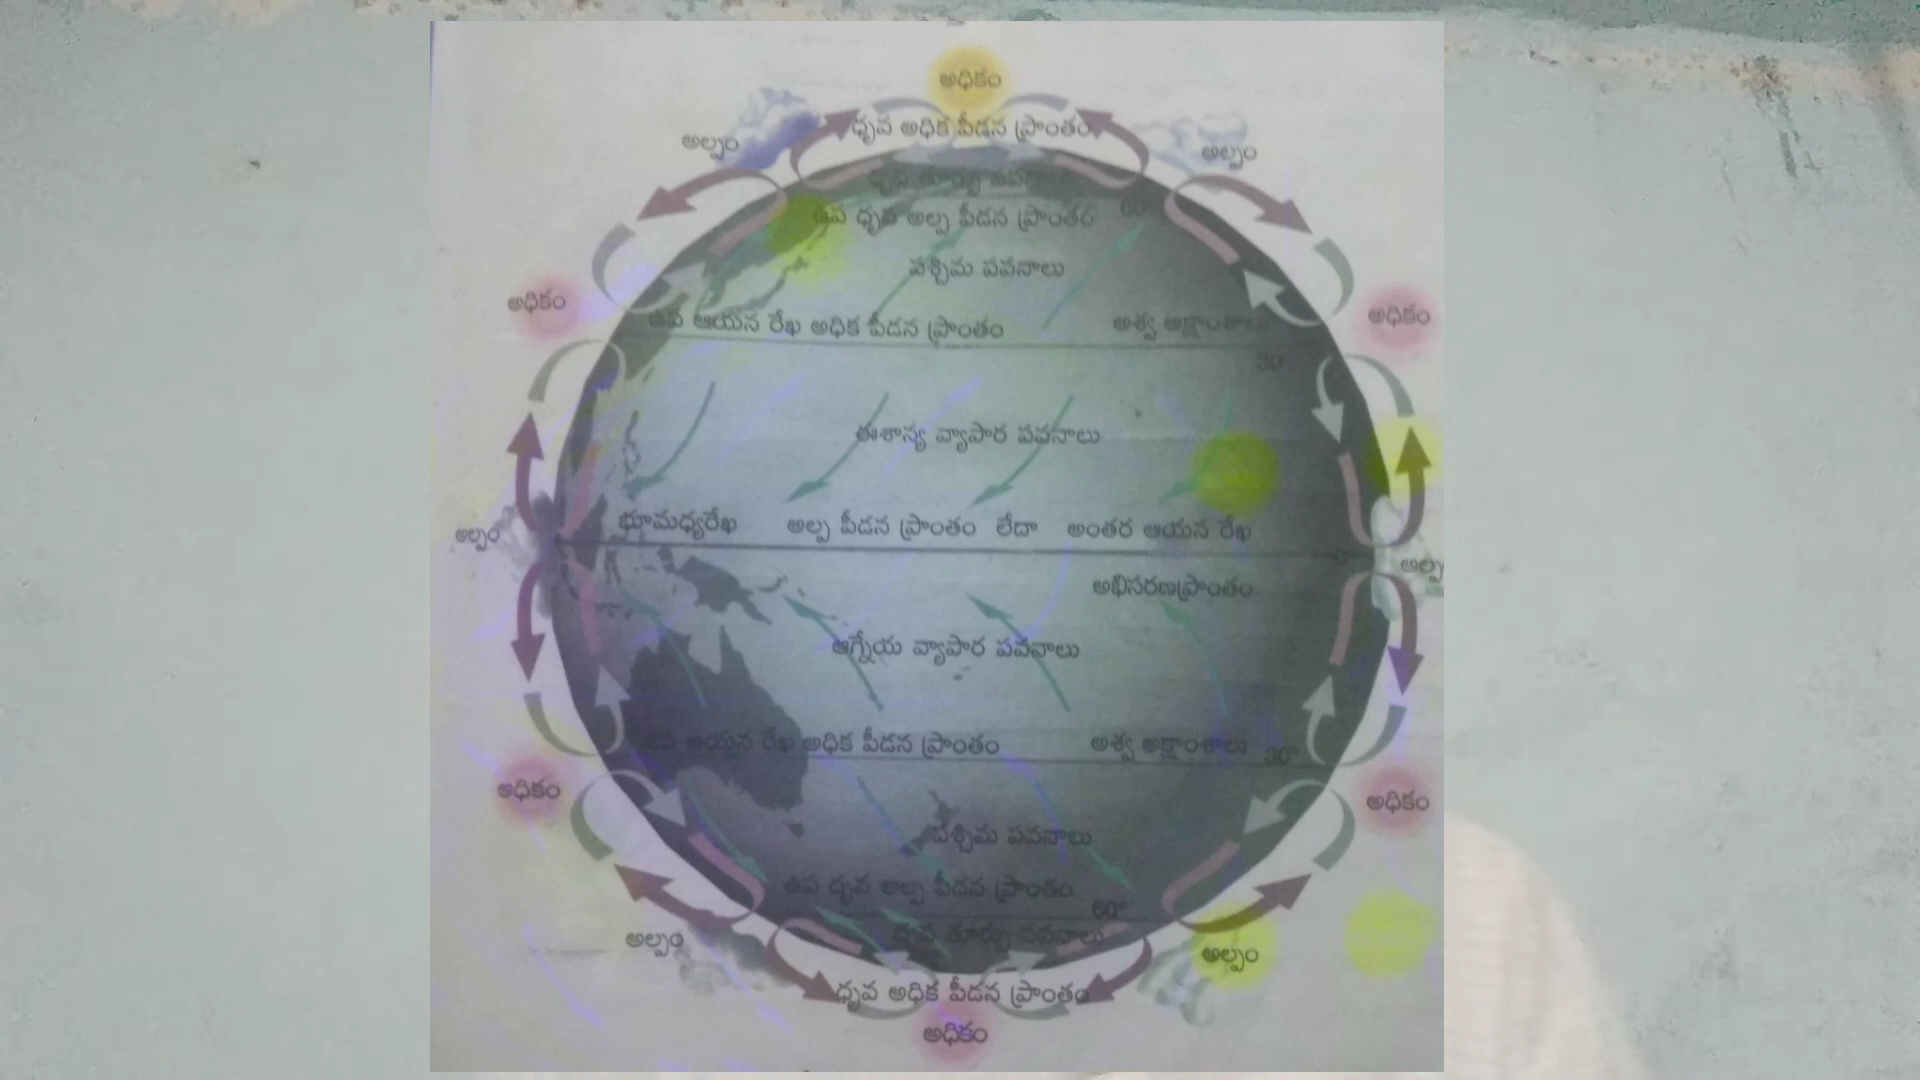 అధికం
ధృవ అధిక పీడన ప్రాంతం
అల్పం
అల్పం
ధృవ తూర్పు పవనాలు
ఉప ధృవ అల్ప పీడన ప్రాంతం 60°
పశ్చిమ పవనాలు
అధికం
అధికం
ఉప ఆయన రేఖ అధిక పీడన ప్రాంతం అశ్వ అక్షాంశాలు
30°
ఈశాన్య వ్యాపార పవనాలు
భూమధ్యరేఖ అల్ప పీడన ప్రాంతం లేదా అంతర ఆయన రేఖ
అల్పం
0°
అల్ప
అభిసరణప్రాంతం
ఆగ్నేయ వ్యాపార పవనాలు
ఉప ఆయన రేఖ అధిక పీడన ప్రాంతం అశ్వ అక్షాంశాలు 30°
అధికం
అధికం
పశ్చిమ పవనాలు
ఉప ధృవ అల్ప పీడన ప్రాంతం
60°
ధృవ తూర్పు పవనాలు
అల్పం
అల్పం
ధృవ అధిక పీడన ప్రాంతం
అధికం